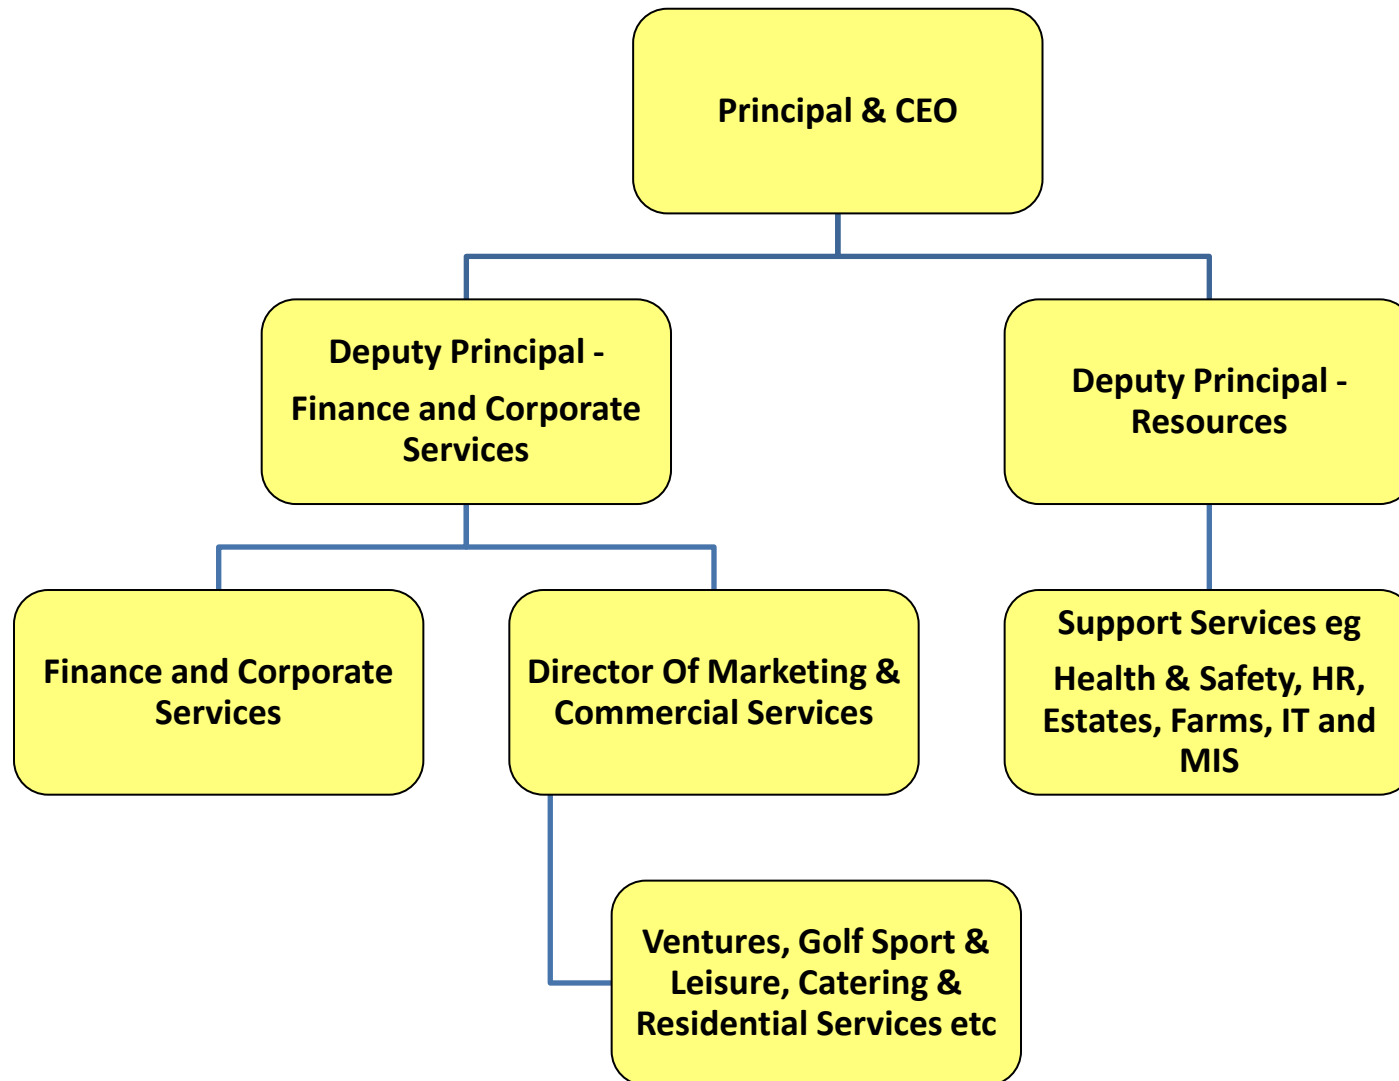 Principal & CEO
Deputy Principal -
Finance and Corporate
Services
Deputy Principal -
Resources
Finance and Corporate
Services
Director Of Marketing &
Commercial Services
Support Services eg
Health & Safety, HR,
Estates, Farms, IT and
MIS
Ventures, Golf Sport &
Leisure, Catering &
Residential Services etc